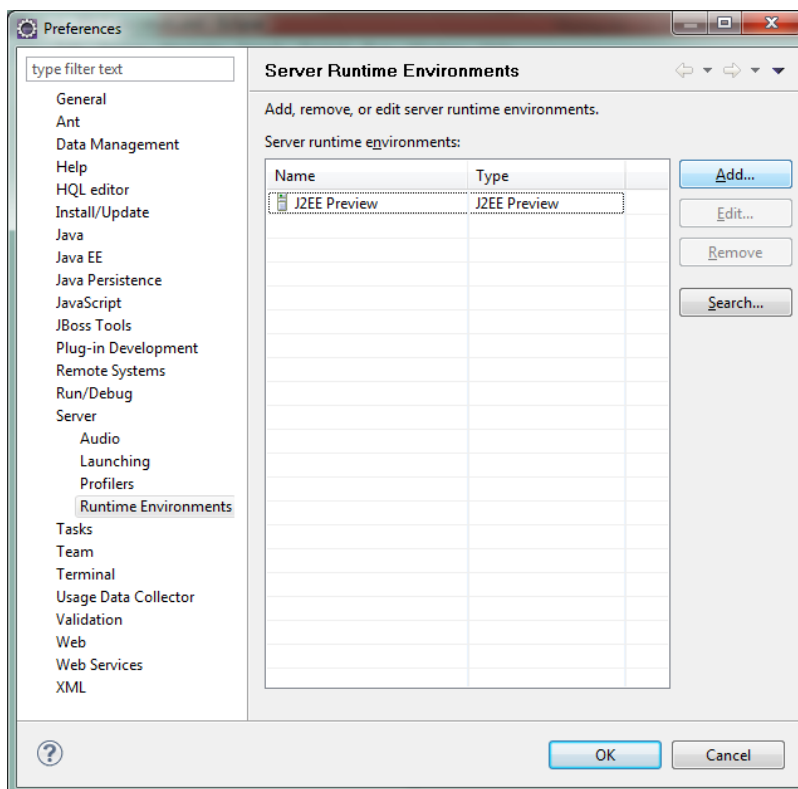 Preferences
type filter text
General
Ant
Data Management
Help
HQL editor
Install/Update
Java
Java EE
Java Persistence
JavaScript
JBoss Tools
Plug-in Development
Remote Systems
Run/Debug
Server
Audio
Launching
Profilers
Runtime Environments
Tasks
Team
Terminal
Usage Data Collector
Validation
Web
Web Services
XML
Server Runtime Environments
Add, remove, or edit server runtime environments.
Server runtime environments:
Name Type
J2EE Preview J2EE Preview
Add...
Edit...
Remove
Search...
?
OK Cancel